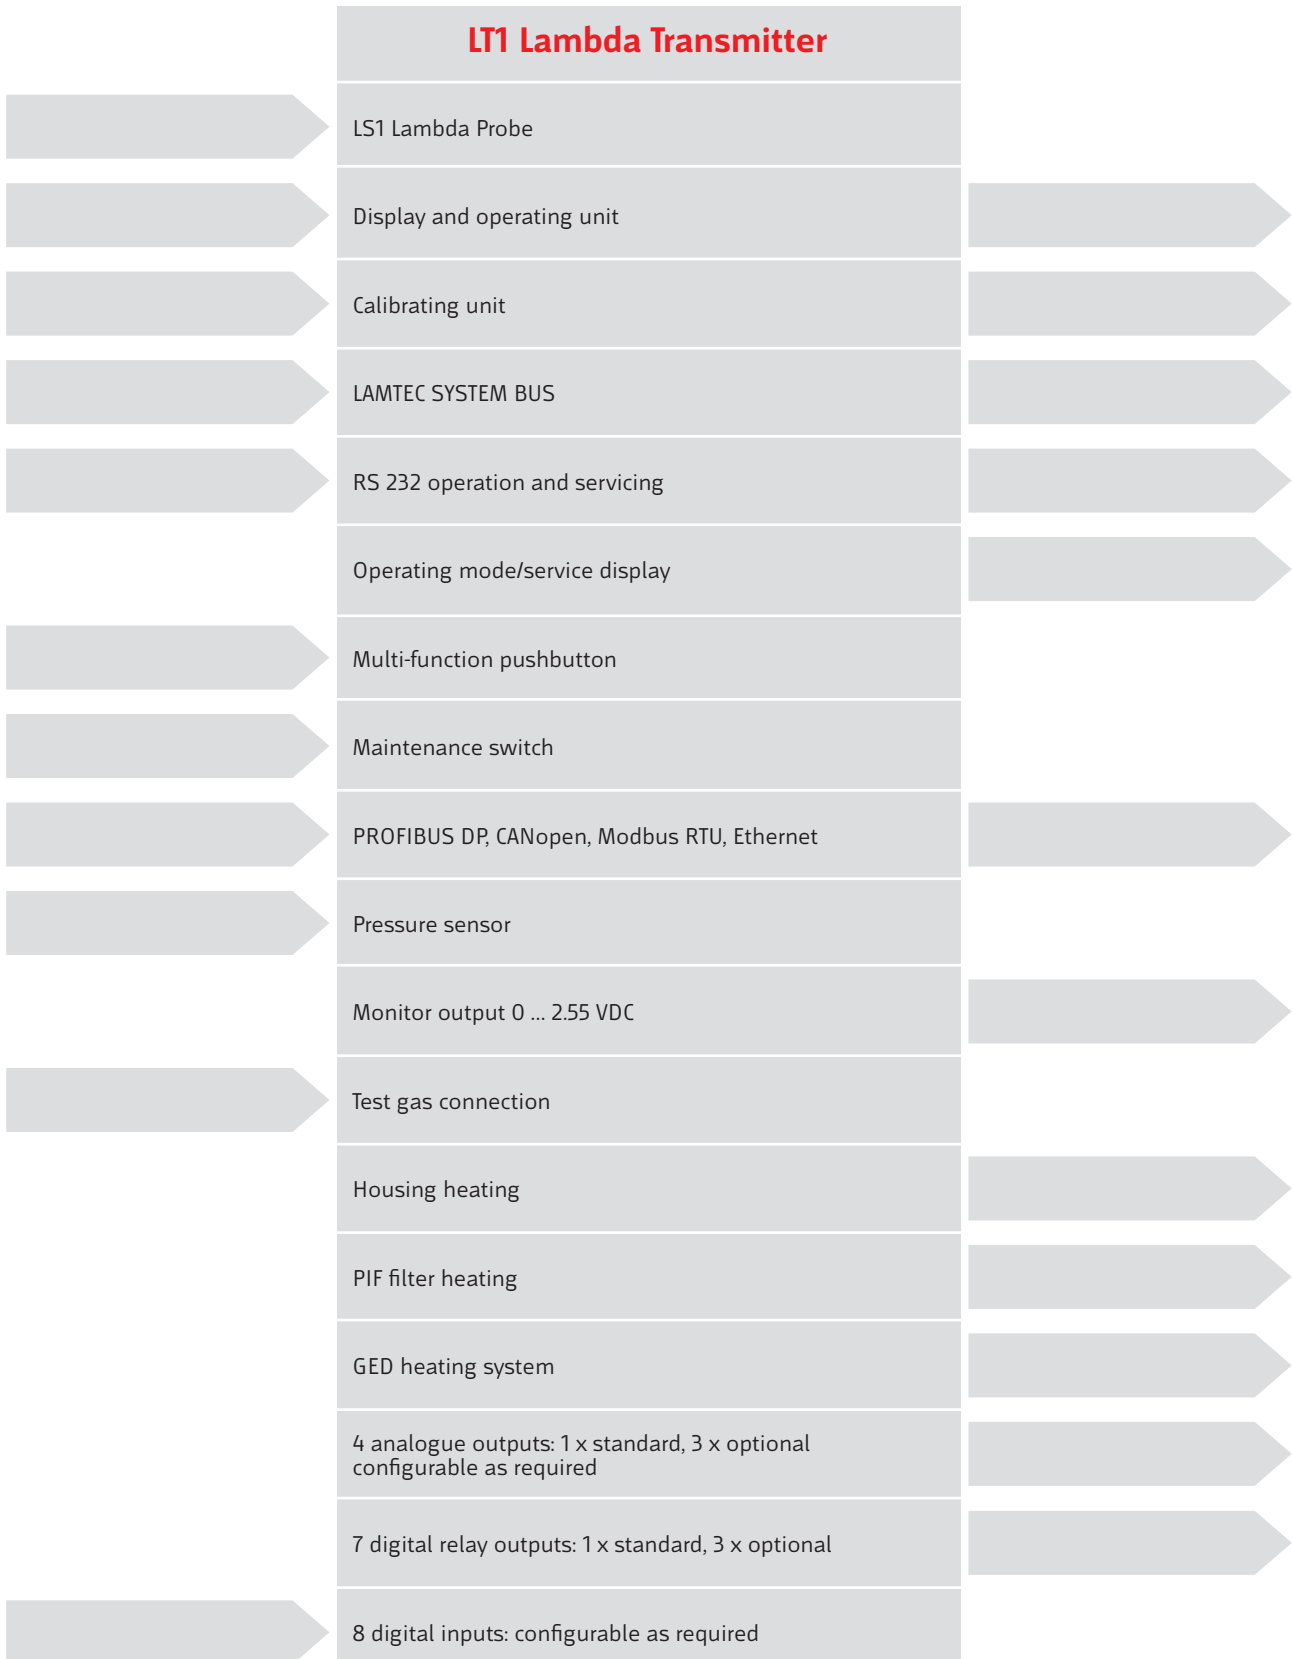 LT1 Lambda Transmitter
LS1 Lambda Probe
Display and operating unit
Calibrating unit
LAMTEC SYSTEM BUS
RS 232 operation and servicing
Operating mode/service display
Multi-function pushbutton
Maintenance switch
PROFIBUS DP, CANopen, Modbus RTU, Ethernet
Pressure sensor
Monitor output 0 ... 2.55 VDC
Test gas connection
Housing heating
PIF filter heating
GED heating system
4 analogue outputs: 1 x standard, 3 x optional
configurable as required
7 digital relay outputs: 1 x standard, 3 x optional
8 digital inputs: configurable as required